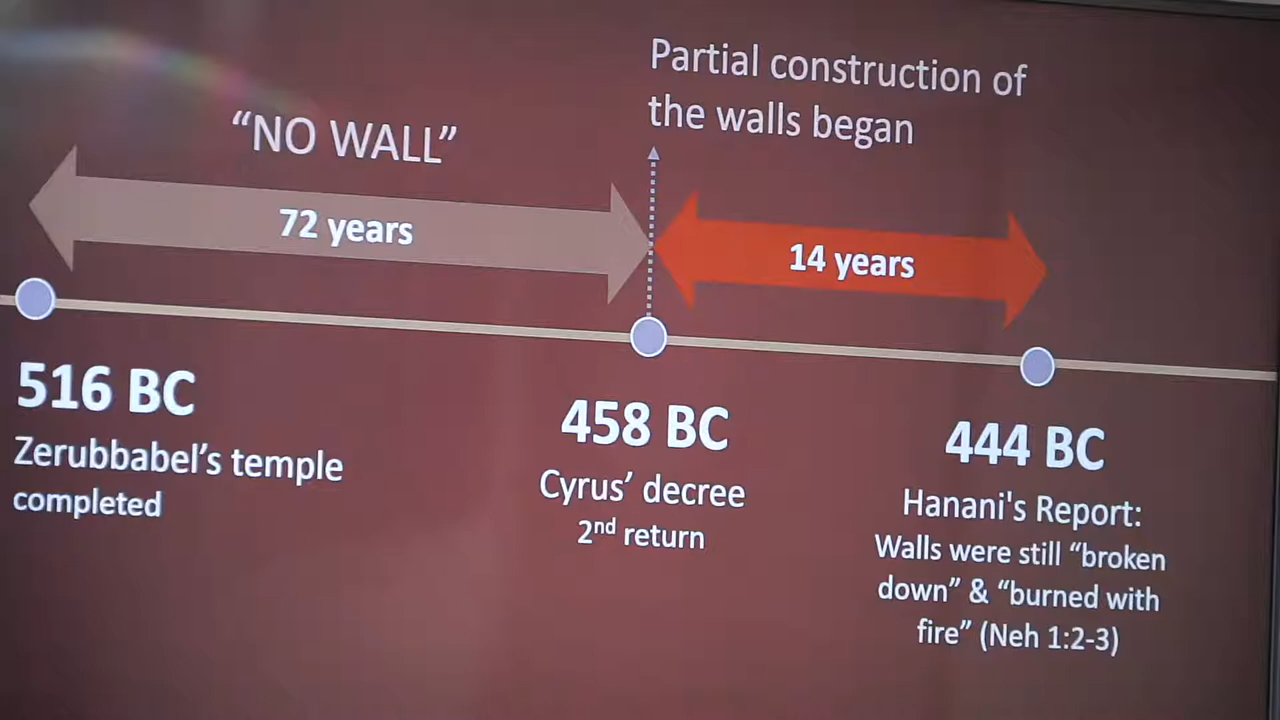 Partial construction of
the walls began
“NO WALL”
72 years
14 years
516 BC
Zerubbabel’s temple
completed
458 BC
Cyrus’ decree
2nd return
444 BC
Hanani's Report:
Walls were still “broken
down” & “burned with
fire” (Neh 1:2-3)